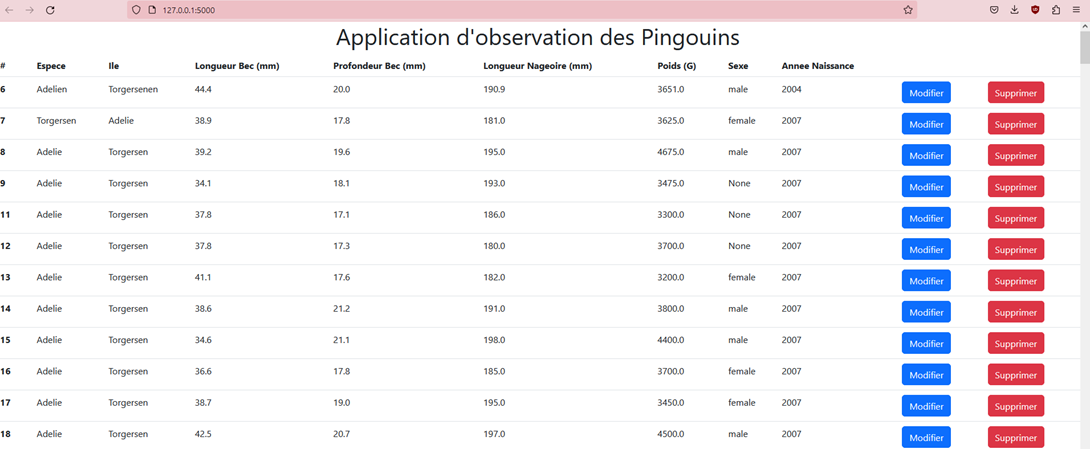 127.0.0.1:5000
Application d'observation des Pingouins
# Espece Ile Longueur Bec (mm) Profondeur Bec (mm) Longueur Nageoire (mm) Poids (G) Sexe Annee Naissance
6 Adelien Torgersenen 44.4 20.0 190.9 3651.0 male 2004 Modifier Supprimer
7 Torgersen Adelie 38.9 17.8 181.0 3625.0 female 2007 Modifier Supprimer
8 Adelie Torgersen 39.2 19.6 195.0 4675.0 male 2007 Modifier Supprimer
9 Adelie Torgersen 34.1 18.1 193.0 3475.0 None 2007 Modifier Supprimer
11 Adelie Torgersen 37.8 17.1 186.0 3300.0 None 2007 Modifier Supprimer
12 Adelie Torgersen 37.8 17.3 180.0 3700.0 None 2007 Modifier Supprimer
13 Adelie Torgersen 41.1 17.6 182.0 3200.0 female 2007 Modifier Supprimer
14 Adelie Torgersen 38.6 21.2 191.0 3800.0 male 2007 Modifier Supprimer
15 Adelie Torgersen 34.6 21.1 198.0 4400.0 male 2007 Modifier Supprimer
16 Adelie Torgersen 36.6 17.8 185.0 3700.0 female 2007 Modifier Supprimer
17 Adelie Torgersen 38.7 19.0 195.0 3450.0 female 2007 Modifier Supprimer
18 Adelie Torgersen 42.5 20.7 197.0 4500.0 male 2007 Modifier Supprimer